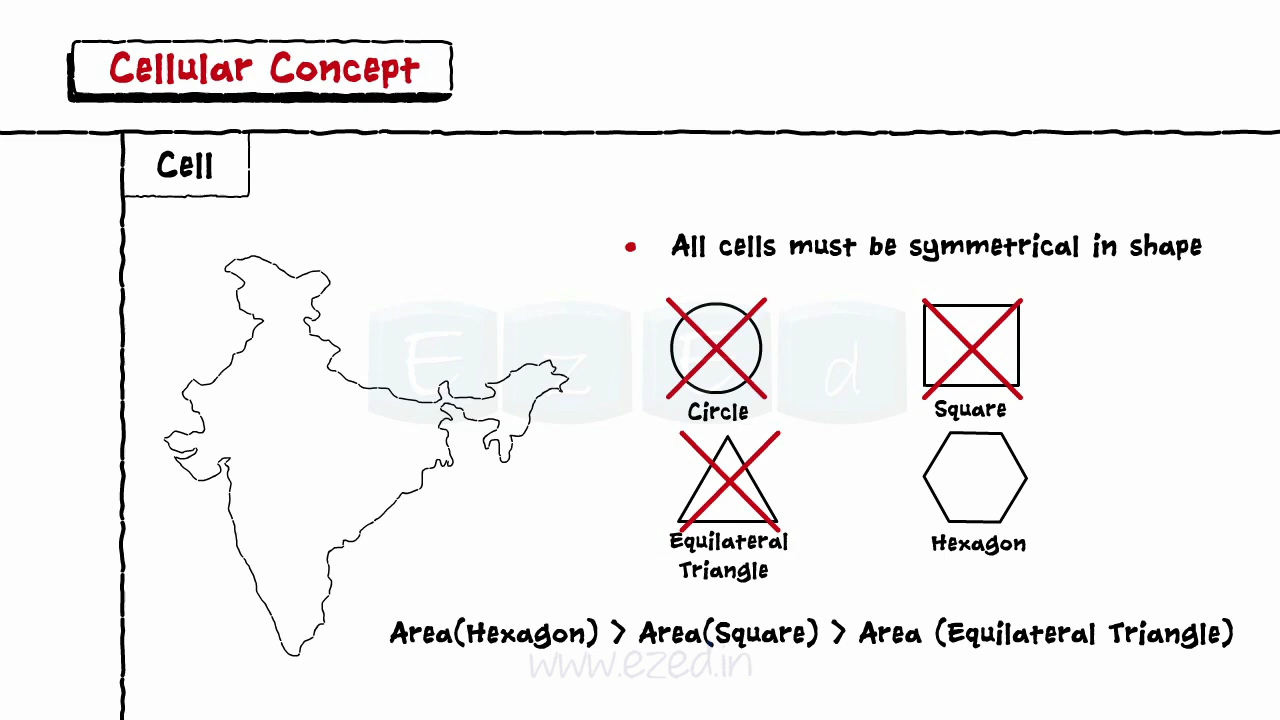 Cellular Concept
Cell
• All cells must be symmetrical in shape
E z E d
Circle
Square
Equilateral
Triangle
Hexagon
Area(Hexagon) > Area(Square) > Area (Equilateral Triangle)
www.ezed.in